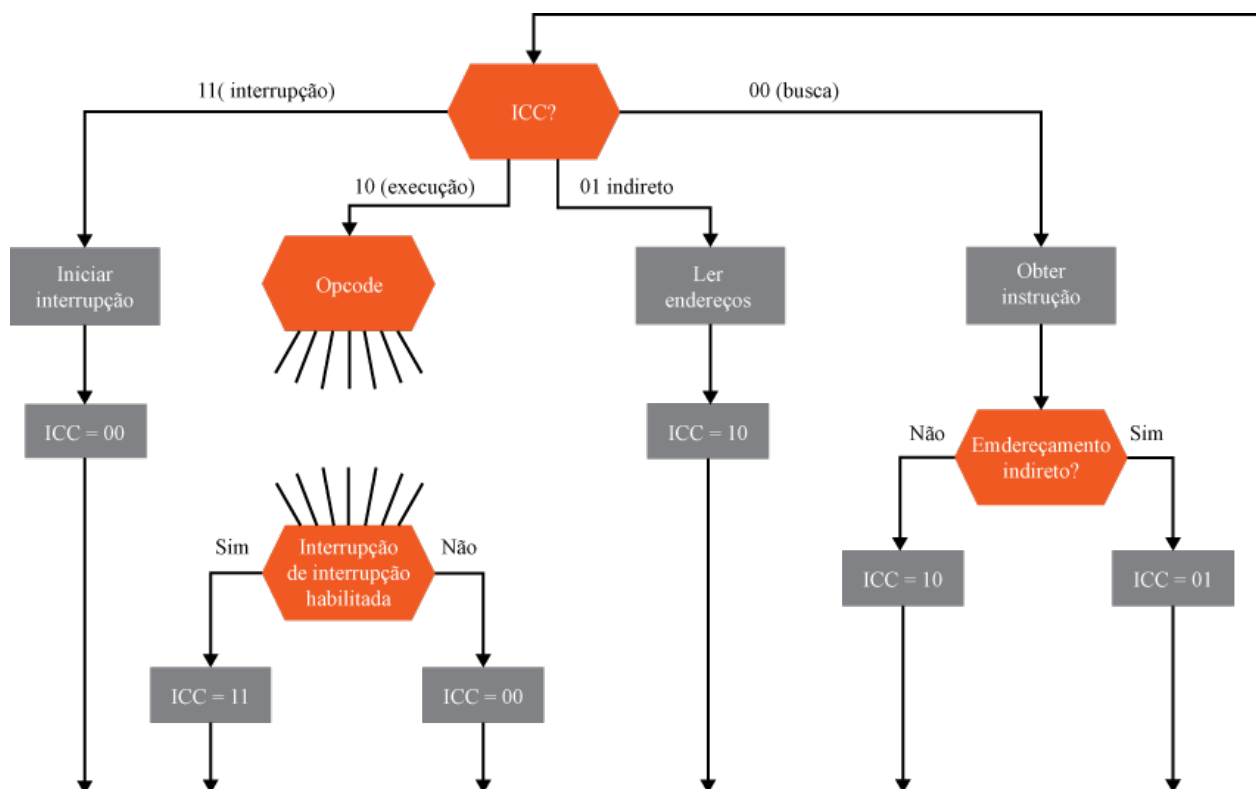 11( interrupção)
ICC?
00 (busca)
10 (execução)
01 indireto
Iniciar
interrupção
Opcode
Ler
endereços
Obter
instrução
ICC = 00
ICC = 10
Não
Emdereçamento
indireto?
Sim
Sim
Interrupção
de interrupção
habilitada
Não
ICC = 10
ICC = 01
ICC = 11
ICC = 00